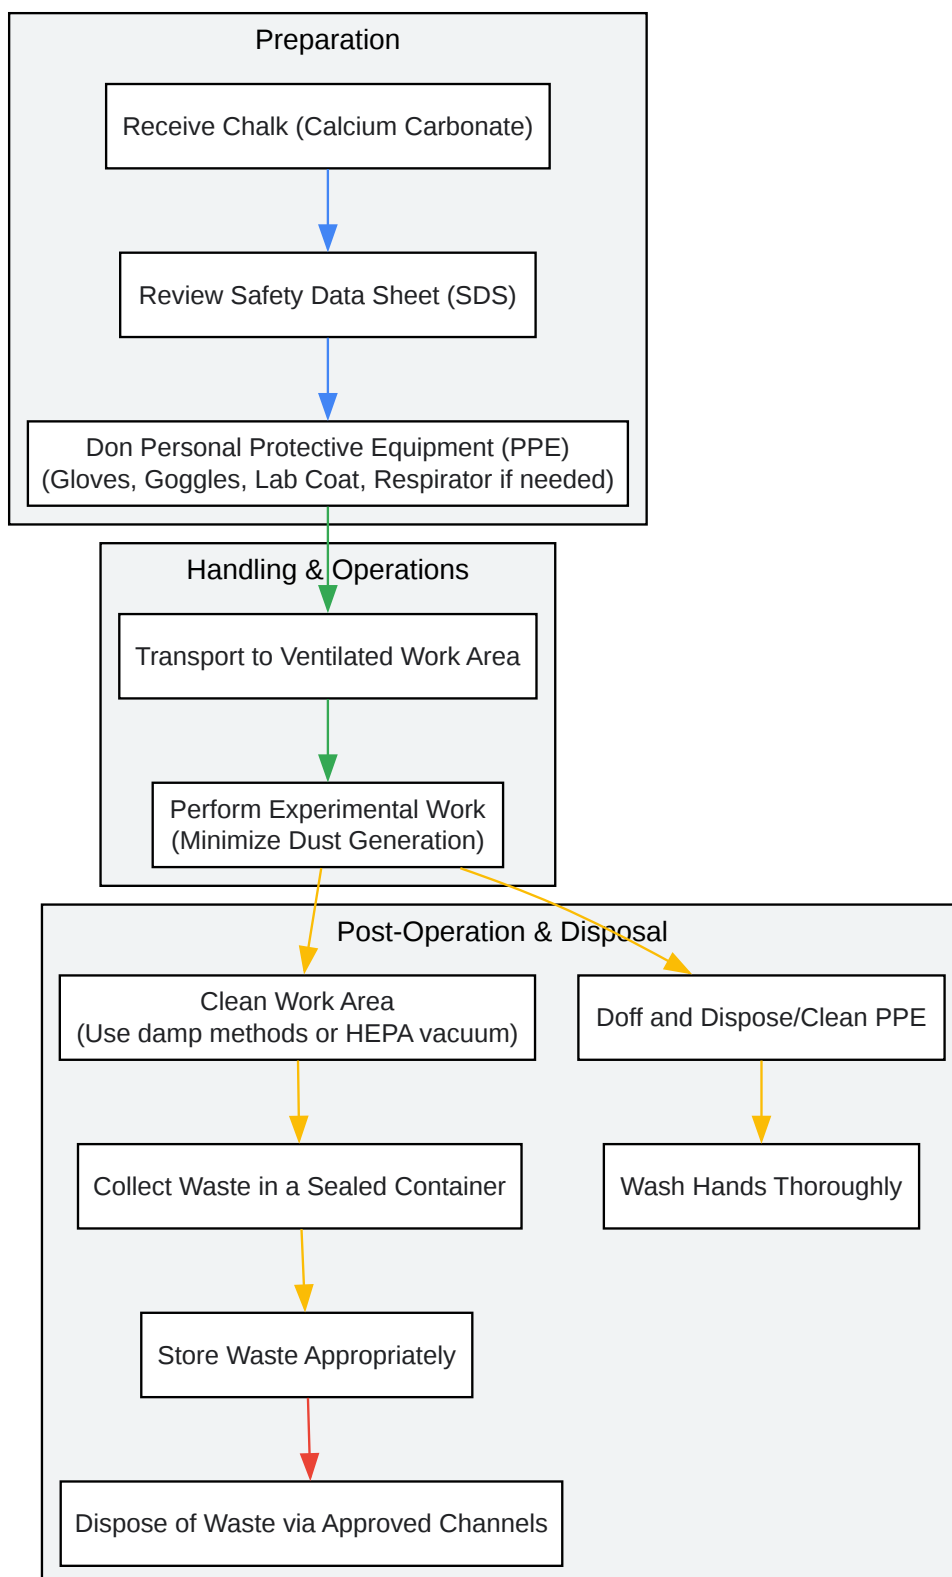 Preparation
Receive Chalk (Calcium Carbonate)
Review Safety Data Sheet (SDS)
Don Personal Protective Equipment (PPE)
(Gloves, Goggles, Lab Coat, Respirator if needed)
Handling & Operations
Transport to Ventilated Work Area
Perform Experimental Work
(Minimize Dust Generation)
Post-Operation & Disposal
Clean Work Area
(Use damp methods or HEPA vacuum)
Doff and Dispose/Clean PPE
Collect Waste in a Sealed Container
Wash Hands Thoroughly
Store Waste Appropriately
Dispose of Waste via Approved Channels